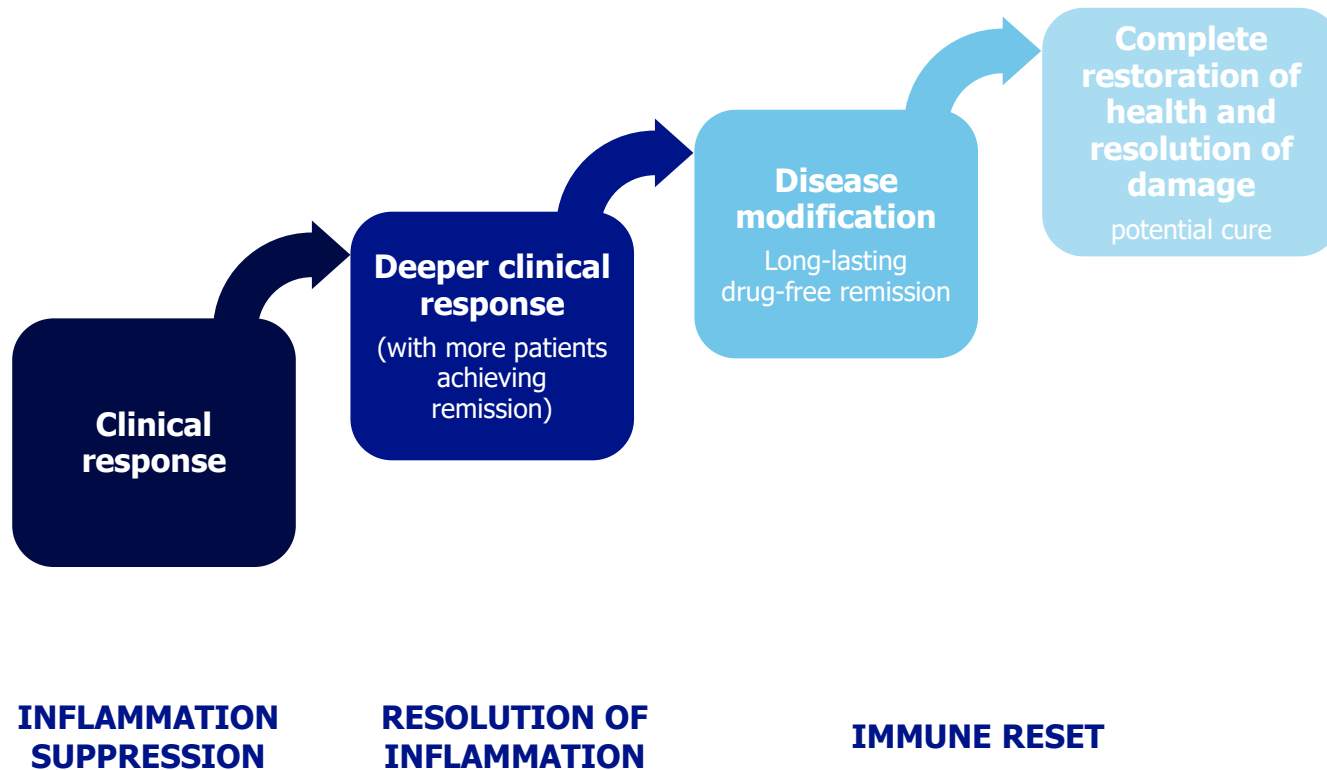 Clinical
response
Deeper clinical
response
(with more patients
achieving
remission)
Disease
modification
Long-lasting
drug-free remission
Complete
restoration of
health and
resolution of
damage
potential cure
INFLAMMATION
SUPPRESSION
RESOLUTION OF
INFLAMMATION
IMMUNE RESET